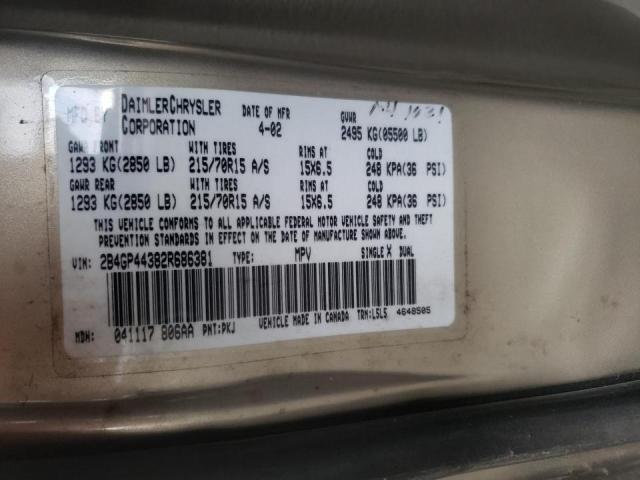 MFD BY DAIMLERCHRYSLER CORPORATION DATE OF MFR 4-02 GVWR 2495 KG(05500 LB)
GAWR FRONT WITH TIRES RIMS AT COLD
1293 KG(2850 LB) 215/70R15 A/S 15X6.5 248 KPA(36 PSI)
GAWR REAR WITH TIRES RIMS AT COLD
1293 KG(2850 LB) 215/70R15 A/S 15X6.5 248 KPA(36 PSI)
THIS VEHICLE CONFORMS TO ALL APPLICABLE FEDERAL MOTOR VEHICLE SAFETY AND THEFT
PREVENTION STANDARDS IN EFFECT ON THE DATE OF MANUFACTURE SHOWN ABOVE.
VIN: 2B4GP44382R686381 TYPE: MPV SINGLE X DUAL
MDH: 041117 806AA PNT:PKJ VEHICLE MADE IN CANADA TRM:L5L5 4648505